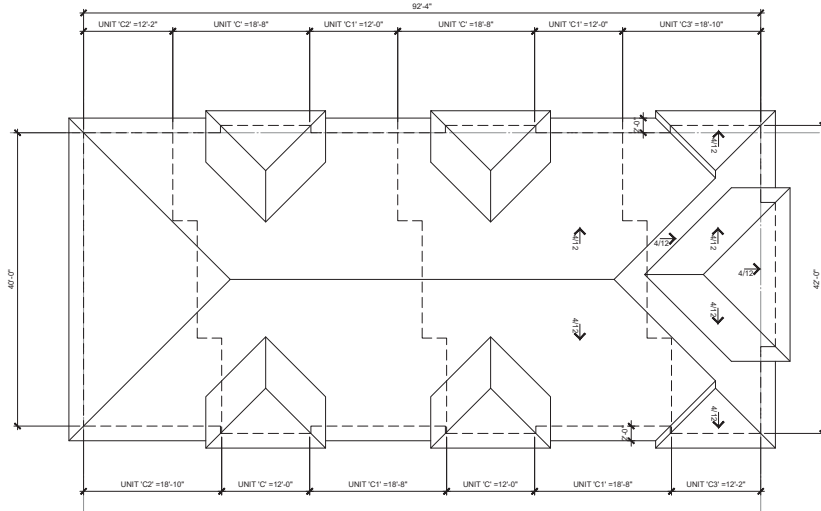 92'-4"
UNIT 'C2' =12'-2"
UNIT 'C' =18'-8"
UNIT 'C1' =12'-0"
UNIT 'C' =18'-8"
UNIT 'C1' =12'-0"
UNIT 'C3' =18'-10"
2'-0"
4/12
4/12
4/12
4/12
4/12
40'-0"
42'-0"
4/12
4/12
4/12
2'-0"
UNIT 'C2' =18'-10"
UNIT 'C' =12'-0"
UNIT 'C1' =18'-8"
UNIT 'C' =12'-0"
UNIT 'C1' =18'-8"
UNIT 'C3' =12'-2"